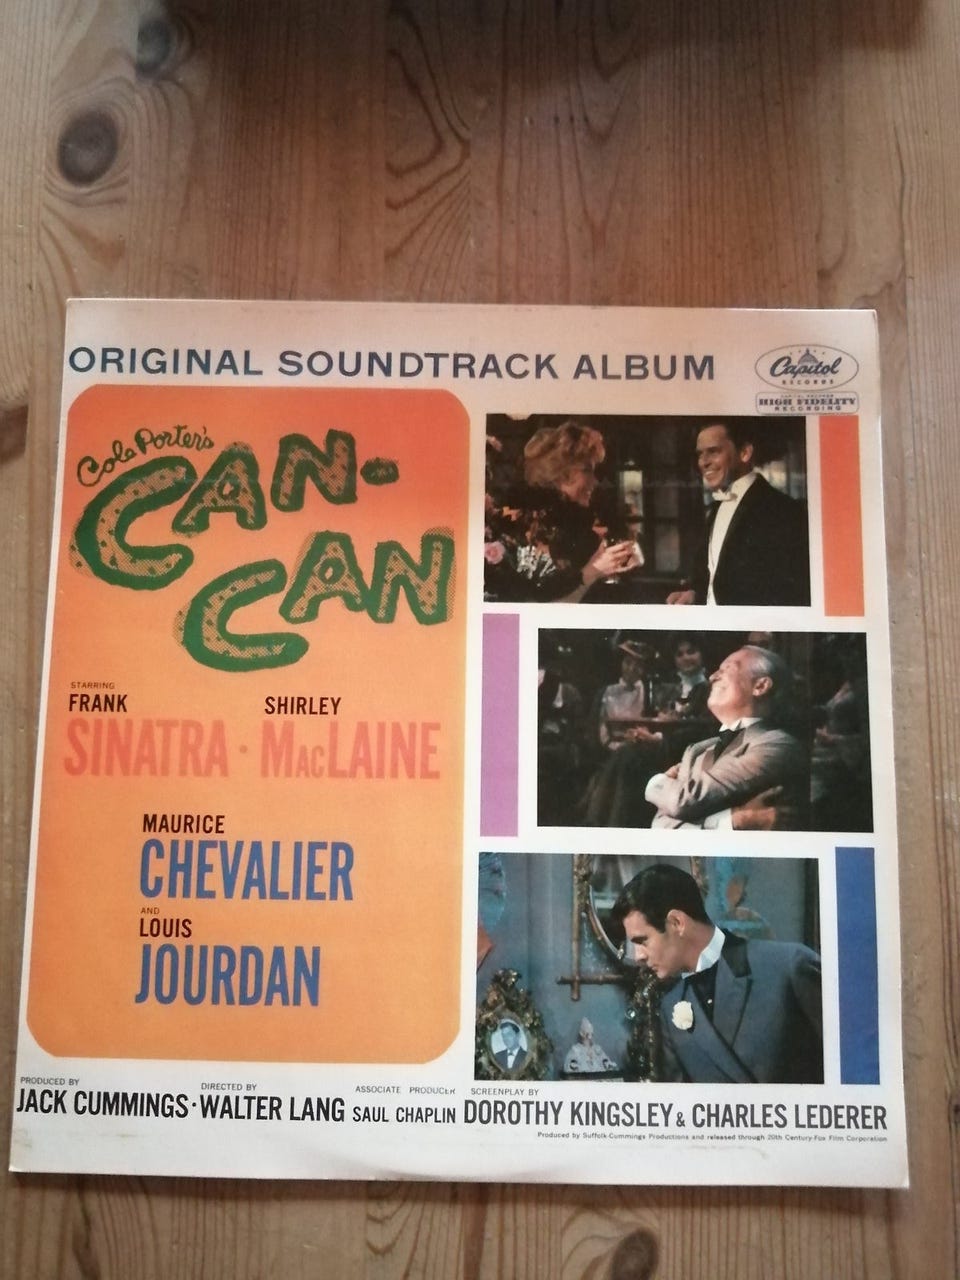 ORIGINAL SOUNDTRACK ALBUM
Capitol
RECORDS
HIGH FIDELITY
RECORDING
Cole Porter's
CAN-
CAN
STARRING
FRANK SHIRLEY
SINATRA · MacLAINE
MAURICE
CHEVALIER
AND
LOUIS
JOURDAN
PRODUCED BY DIRECTED BY ASSOCIATE PRODUCER SCREENPLAY BY
JACK CUMMINGS · WALTER LANG SAUL CHAPLIN DOROTHY KINGSLEY & CHARLES LEDERER
Produced by Suffolk-Cummings Productions and released through 20th Century-Fox Film Corporation